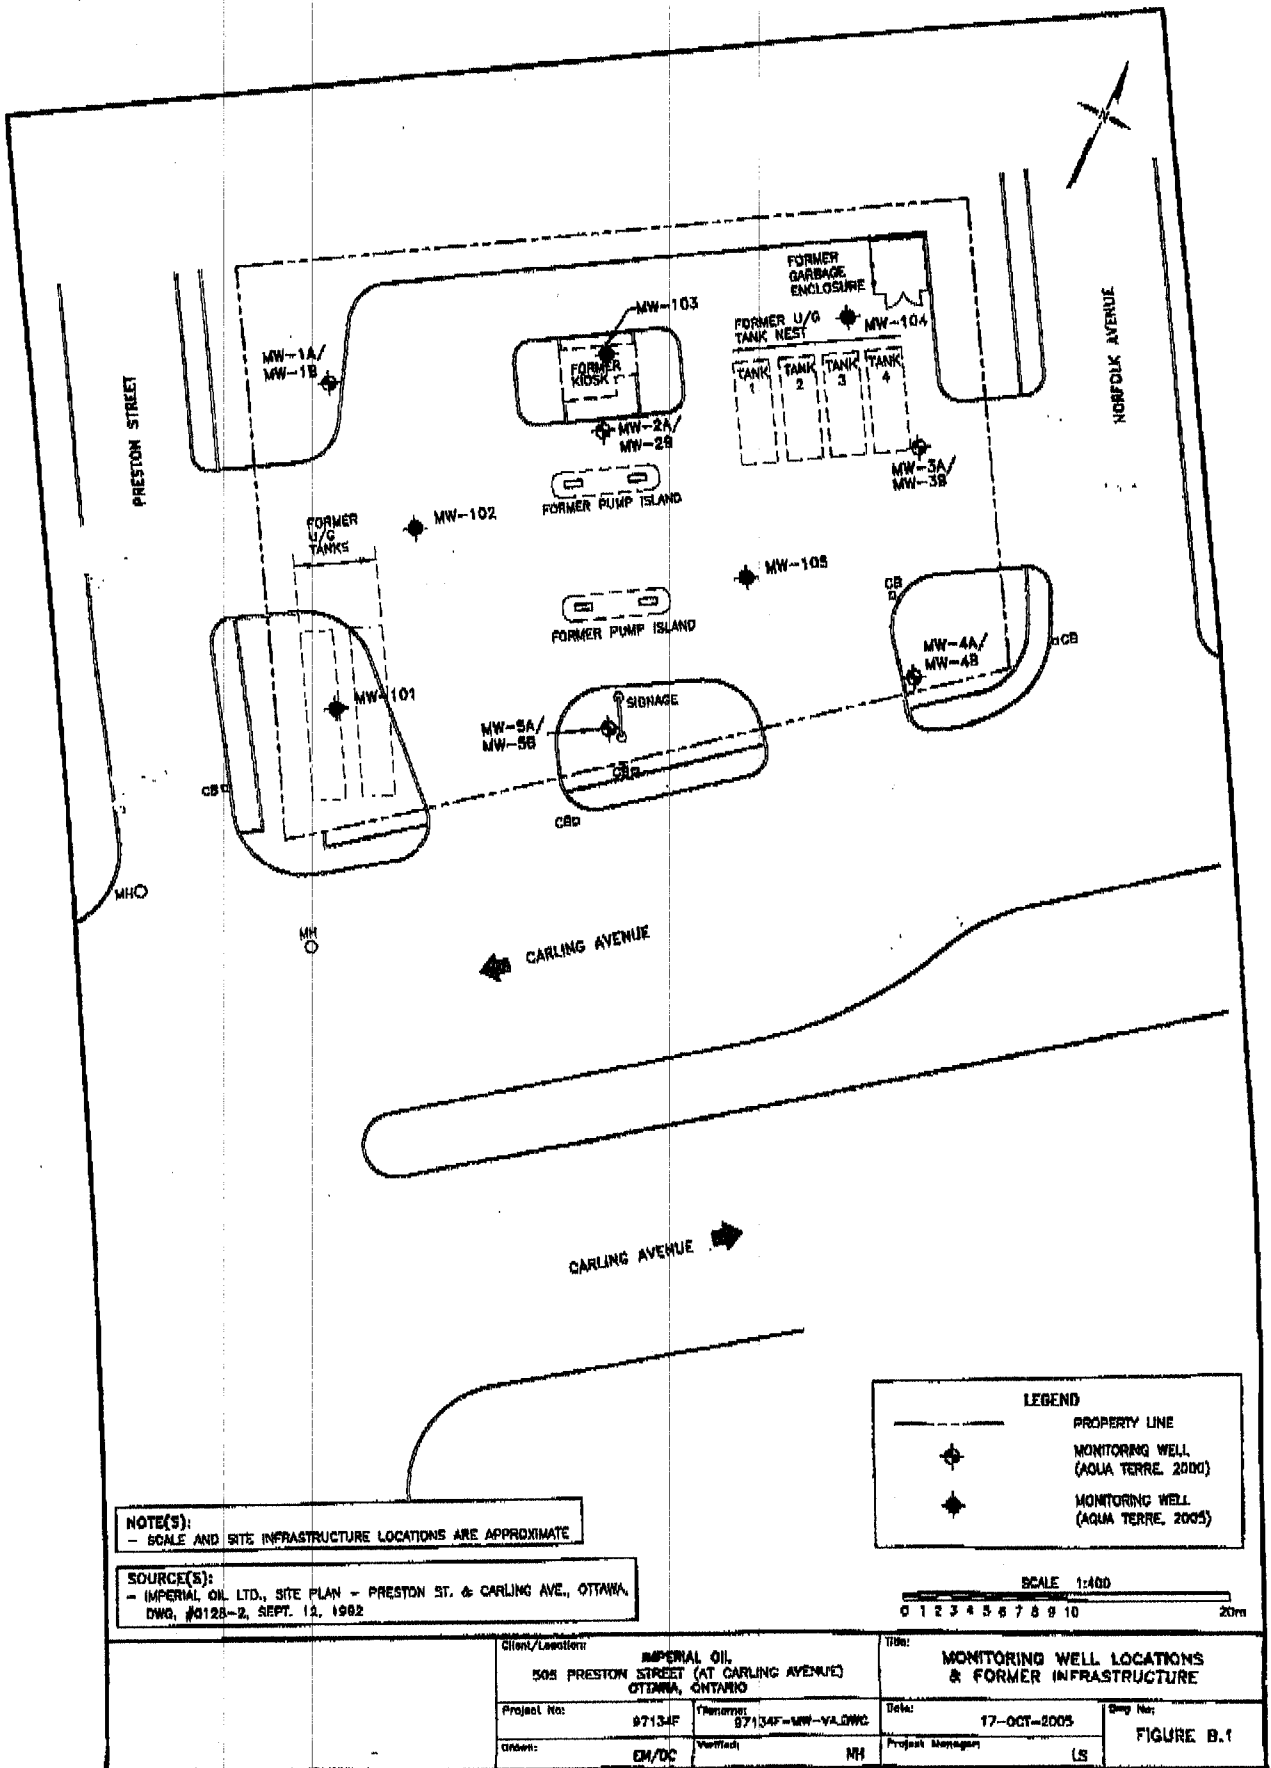 N
FORMER
GARBAGE
ENCLOSURE
MW-103
FORMER U/G
TANK NEST
MW-104
MW-1A/
MW-1B
FORMER
KIOSK
TANK
1
TANK
2
TANK
3
TANK
4
PRESTON STREET
NORFOLK AVENUE
MW-2A/
MW-2B
MW-3A/
MW-3B
FORMER PUMP ISLAND
MW-102
FORMER
U/G
TANKS
MW-105
CB
FORMER PUMP ISLAND
MW-4A/
MW-4B
CB
MW-101
SIGNAGE
MW-5A/
MW-5B
CB
CB
CB
MH
MH
CARLING AVENUE
CARLING AVENUE
LEGEND
PROPERTY LINE
MONITORING WELL
(AQUA TERRE, 2000)
MONITORING WELL
(AQUA TERRE, 2005)
NOTE(S):
- SCALE AND SITE INFRASTRUCTURE LOCATIONS ARE APPROXIMATE
SOURCE(S):
- IMPERIAL OIL LTD., SITE PLAN - PRESTON ST. & CARLING AVE., OTTAWA,
DWG, #0128-2, SEPT. 12, 1982
SCALE 1:400
0 1 2 3 4 5 6 7 8 9 10 20m
Client/Location:
IMPERIAL OIL
505 PRESTON STREET (AT CARLING AVENUE)
OTTAWA, ONTARIO
Title:
MONITORING WELL LOCATIONS
& FORMER INFRASTRUCTURE
Project No: 97134F
Filename: 97134F-MW-VA.DWG
Date: 17-OCT-2005
Dwg No:
FIGURE B.1
Drawn: EM/DC
Verified: NH
Project Manager: LS